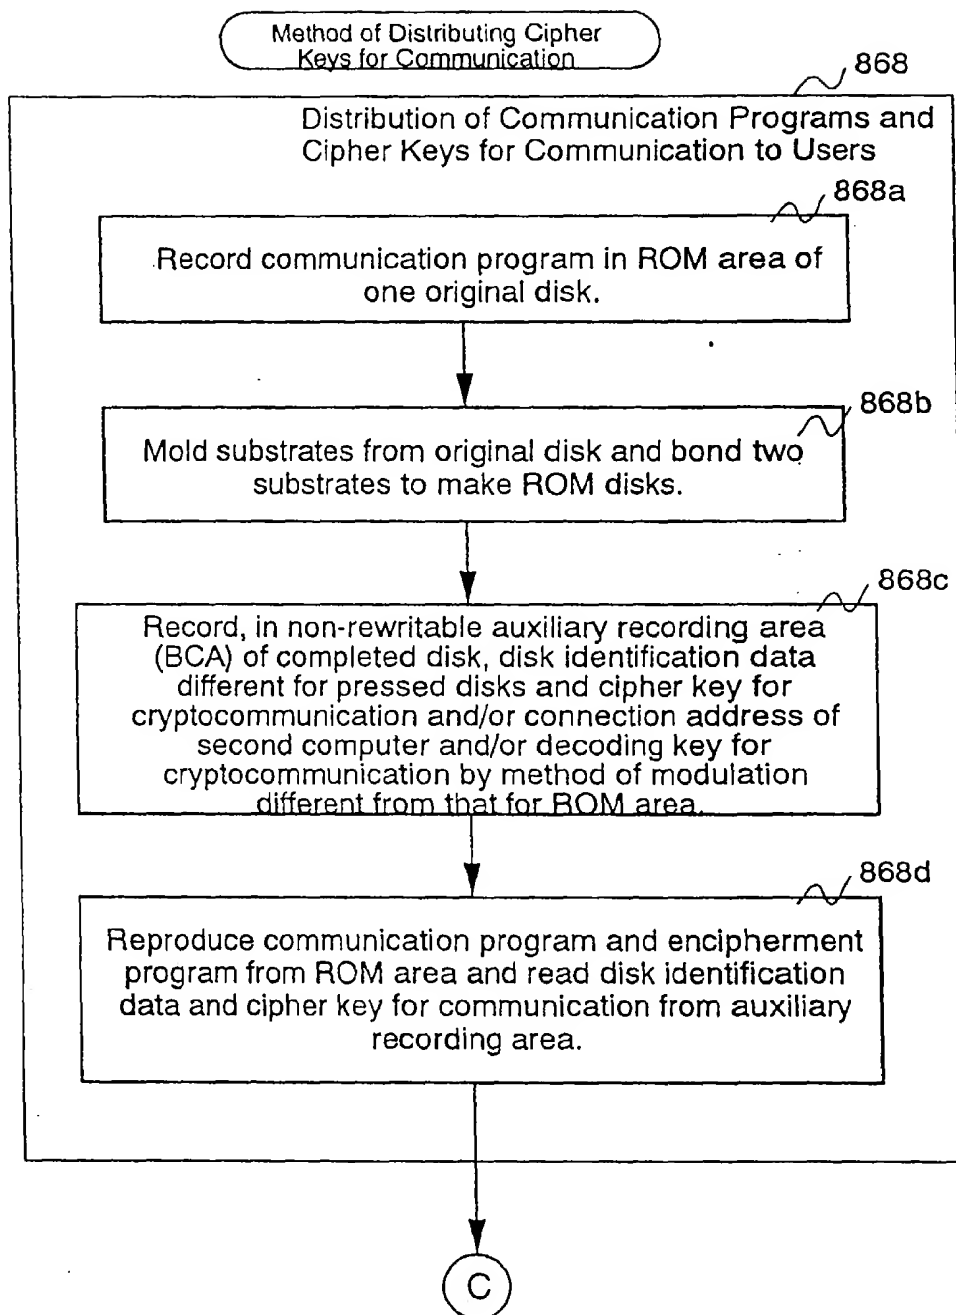 Method of Distributing Cipher
Keys for Communication
868
Distribution of Communication Programs and
Cipher Keys for Communication to Users
868a
Record communication program in ROM area of
one original disk.
868b
Mold substrates from original disk and bond two
substrates to make ROM disks.
868c
Record, in non-rewritable auxiliary recording area
(BCA) of completed disk, disk identification data
different for pressed disks and cipher key for
cryptocommunication and/or connection address of
second computer and/or decoding key for
cryptocommunication by method of modulation
different from that for ROM area.
868d
Reproduce communication program and encipherment
program from ROM area and read disk identification
data and cipher key for communication from auxiliary
recording area.
C